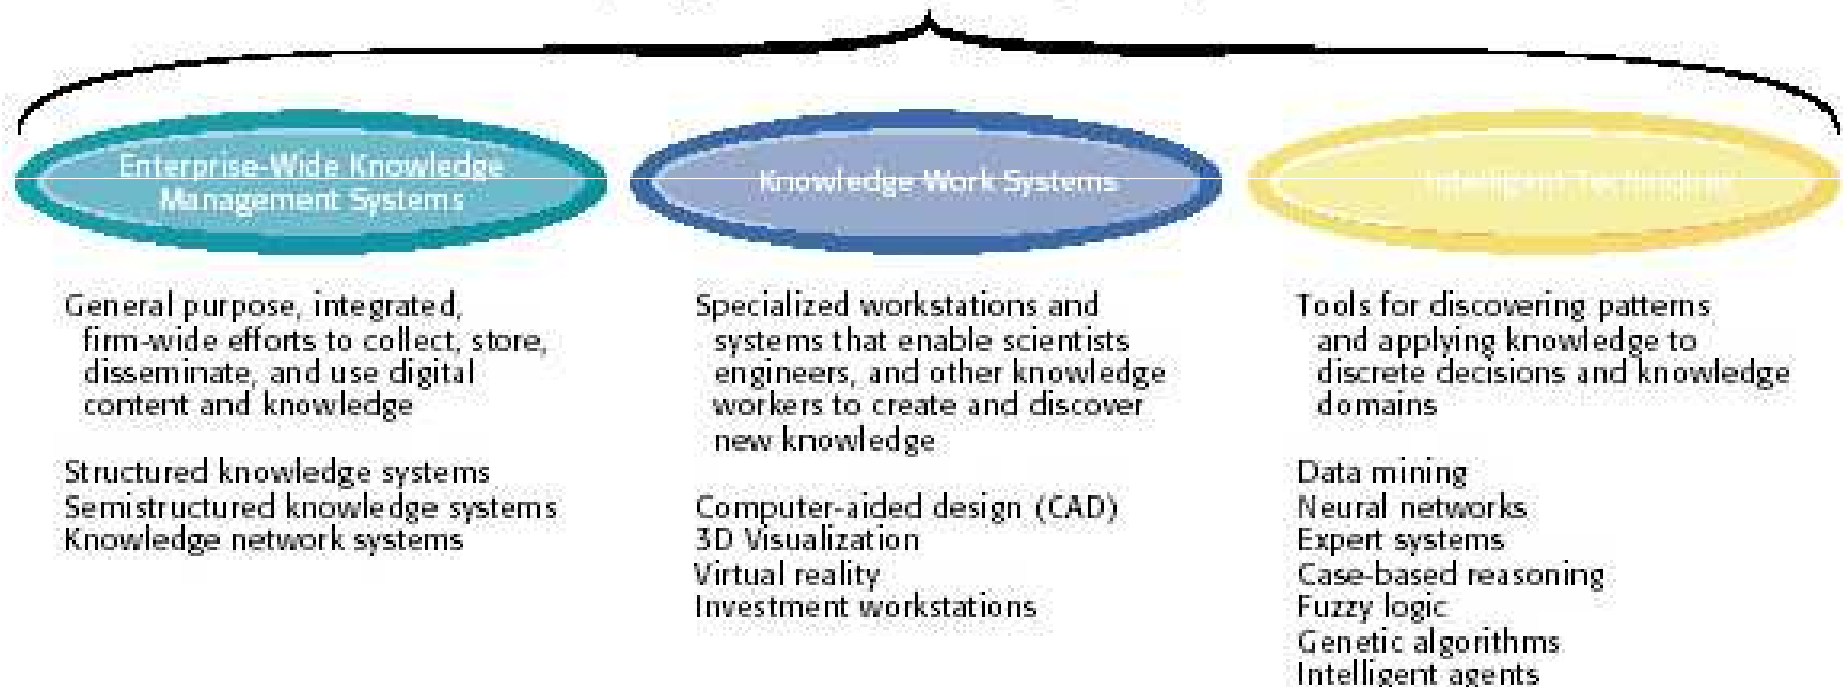 Enterprise-Wide Knowledge
Management Systems
General purpose, integrated,
firm-wide efforts to collect, store,
disseminate, and use digital
content and knowledge
Structured knowledge systems
Semistructured knowledge systems
Knowledge network systems
Knowledge Work Systems
Specialized workstations and
systems that enable scientists
engineers, and other knowledge
workers to create and discover
new knowledge
Computer-aided design (CAD)
3D Visualization
Virtual reality
Investment workstations
Intelligent Techniques
Tools for discovering patterns
and applying knowledge to
discrete decisions and knowledge
domains
Data mining
Neural networks
Expert systems
Case-based reasoning
Fuzzy logic
Genetic algorithms
Intelligent agents